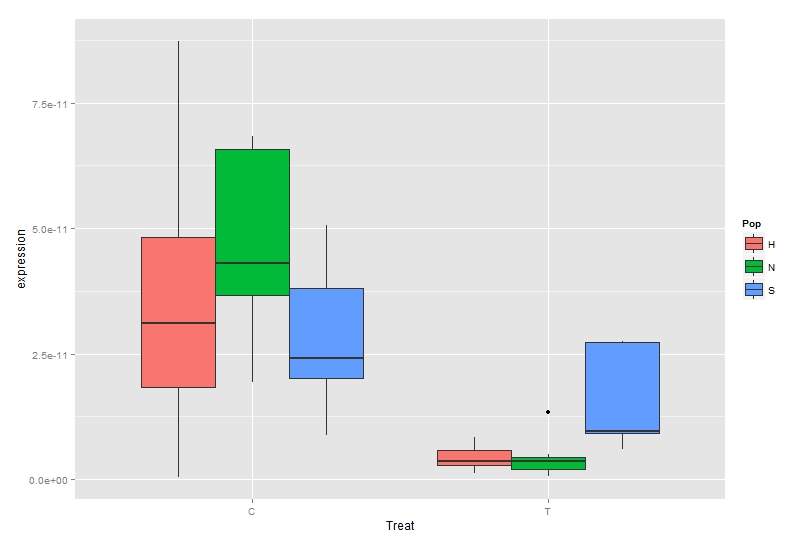 7.5e-11
5.0e-11
2.5e-11
0.0e+00
expression
C
T
Treat
Pop
H
N
S